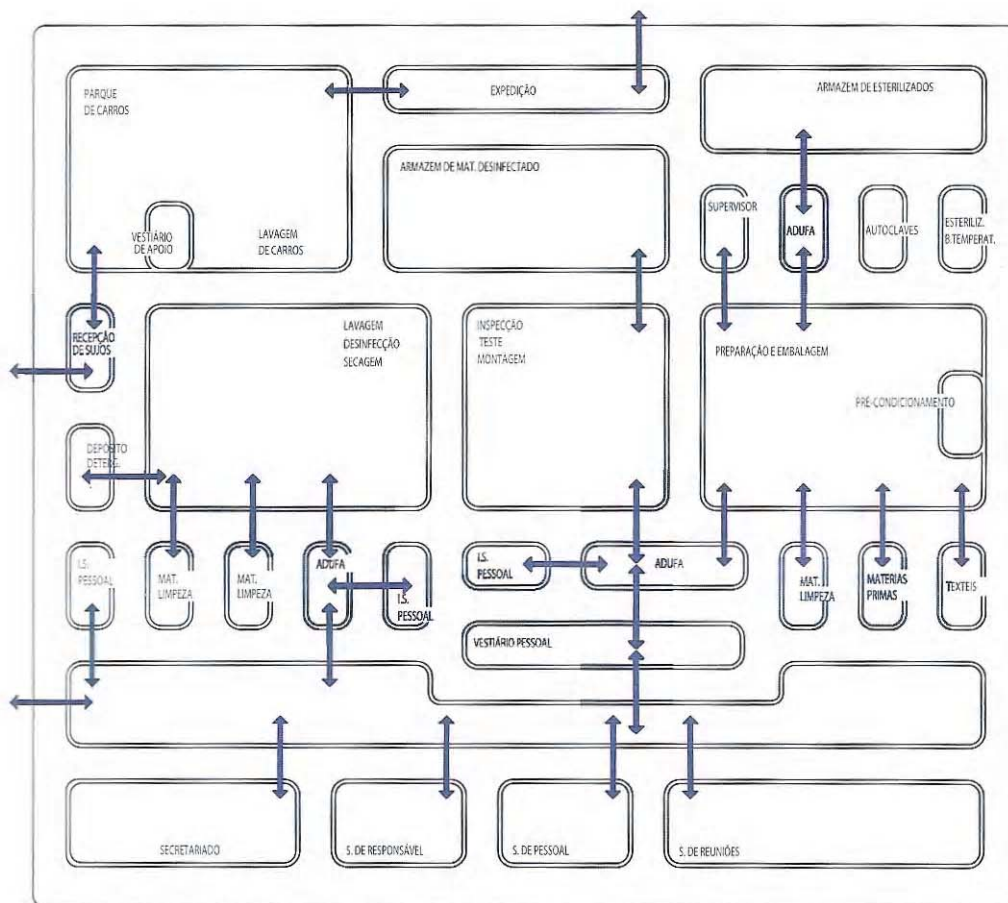 PARQUE
DE CARROS
EXPEDIÇÃO
ARMAZEM DE ESTERILIZADOS
ARMAZEM DE MAT. DESINFECTADO
VESTIÁRIO
DE APOIO
LAVAGEM
DE CARROS
SUPERVISOR
ADUFA
AUTOCLAVES
ESTERILIZ.
B.TEMPERAT.
RECEPÇÃO
DE SUJOS
LAVAGEM
DESINFECÇÃO
SECAGEM
INSPECÇÃO
TESTE
MONTAGEM
PREPARAÇÃO E EMBALAGEM
PRÉ-CONDICIONAMENTO
DEPÓSITO
DETERG.
I.S.
PESSOAL
MAT.
LIMPEZA
MAT.
LIMPEZA
ADUFA
I.S.
PESSOAL
I.S.
PESSOAL
ADUFA
MAT.
LIMPEZA
MATERIAS
PRIMAS
TEXTEIS
VESTIÁRIO PESSOAL
SECRETARIADO
S. DE RESPONSÁVEL
S. DE PESSOAL
S. DE REUNIÕES